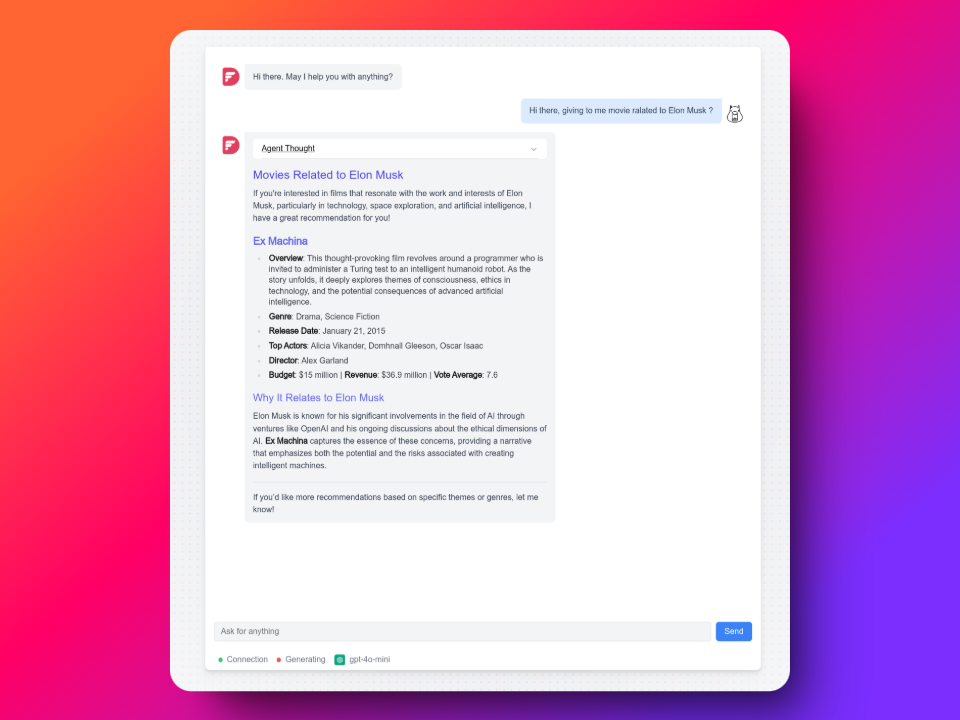 Hi there. May I help you with anything?
Hi there, giving to me movie ralated to Elon Musk ?
Agent Thought
Movies Related to Elon Musk
If you're interested in films that resonate with the work and interests of Elon
Musk, particularly in technology, space exploration, and artificial intelligence, I
have a great recommendation for you!
Ex Machina
Overview: This thought-provoking film revolves around a programmer who is
invited to administer a Turing test to an intelligent humanoid robot. As the
story unfolds, it deeply explores themes of consciousness, ethics in
technology, and the potential consequences of advanced artificial
intelligence.
Genre: Drama, Science Fiction
Release Date: January 21, 2015
Top Actors: Alicia Vikander, Domhnall Gleeson, Oscar Isaac
Director: Alex Garland
Budget: $15 million | Revenue: $36.9 million | Vote Average: 7.6
Why It Relates to Elon Musk
Elon Musk is known for his significant involvements in the field of AI through
ventures like OpenAI and his ongoing discussions about the ethical dimensions of
AI. Ex Machina captures the essence of these concerns, providing a narrative
that emphasizes both the potential and the risks associated with creating
intelligent machines.
If you'd like more recommendations based on specific themes or genres, let me
know!
Ask for anything
Send
Connection Generating gpt-4o-mini